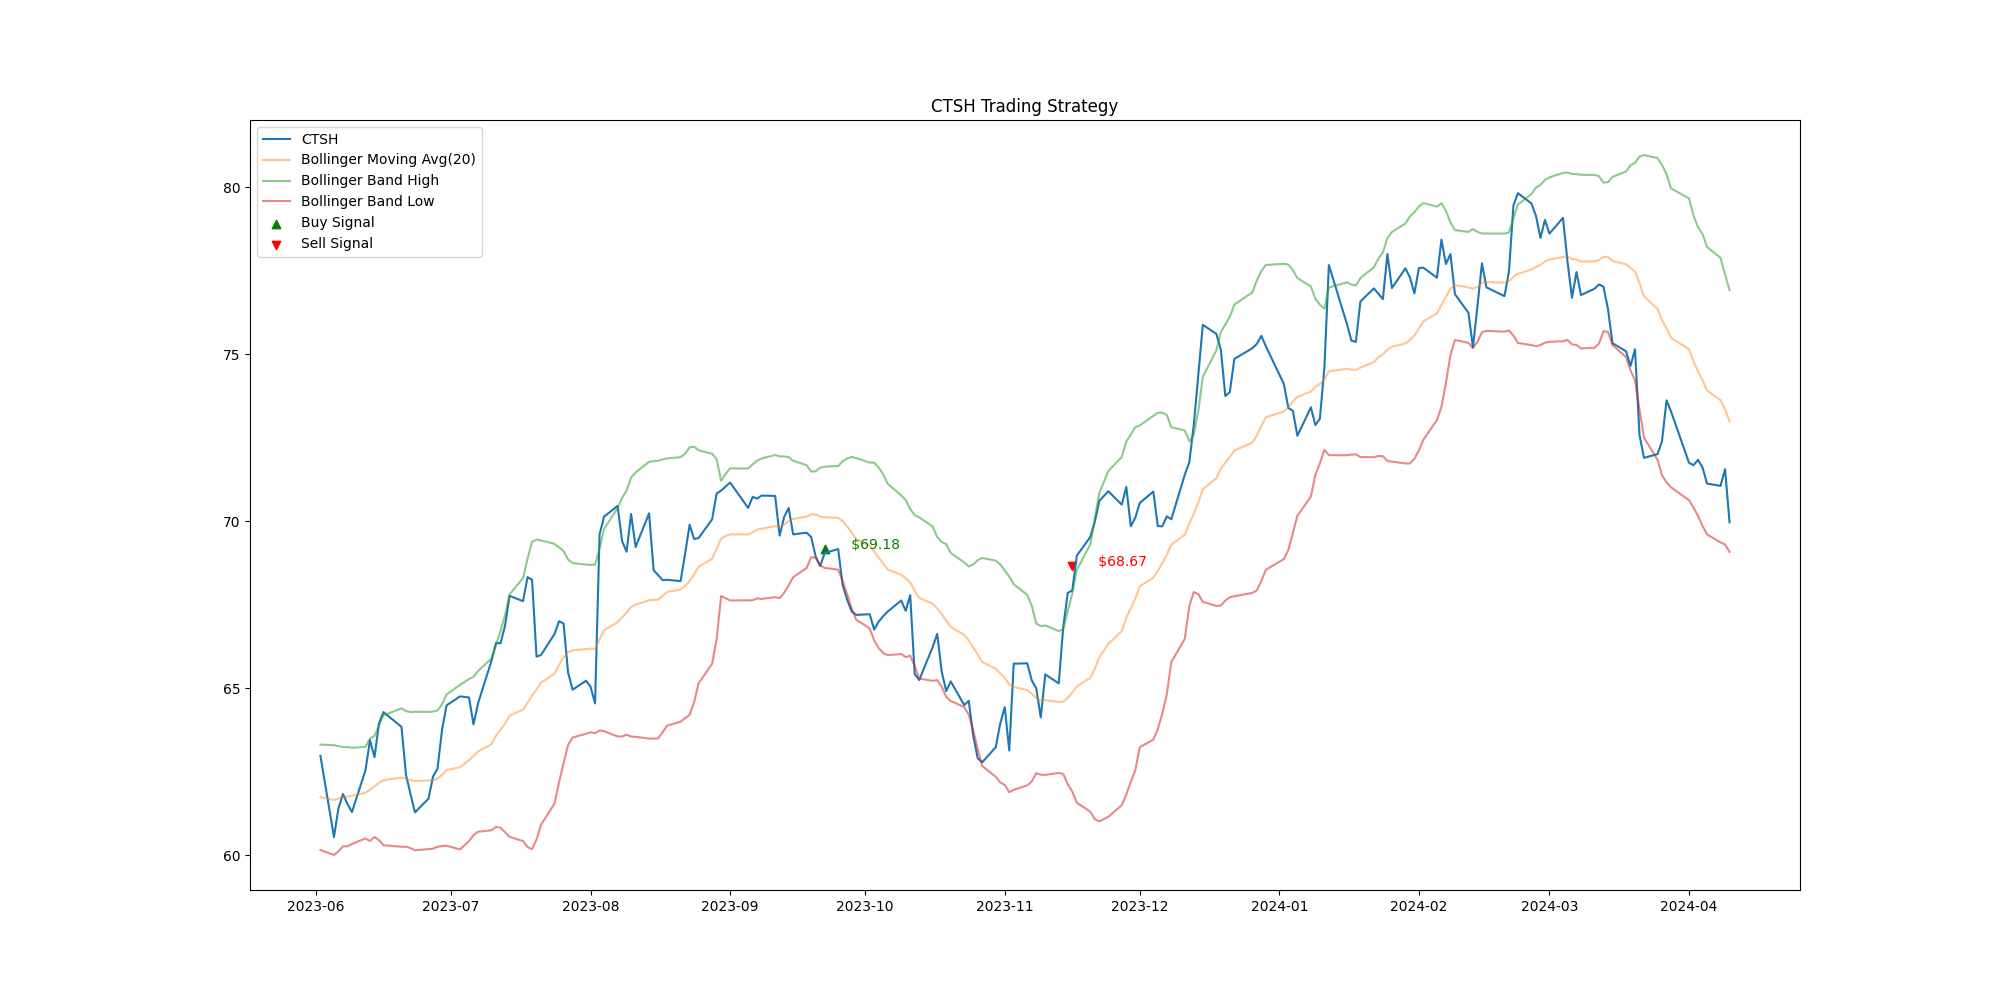 CTSH Trading Strategy
CTSH
Bollinger Moving Avg(20)
Bollinger Band High
Bollinger Band Low
Buy Signal
Sell Signal
80
75
70
65
60
$69.18
$68.67
2023-06
2023-07
2023-08
2023-09
2023-10
2023-11
2023-12
2024-01
2024-02
2024-03
2024-04